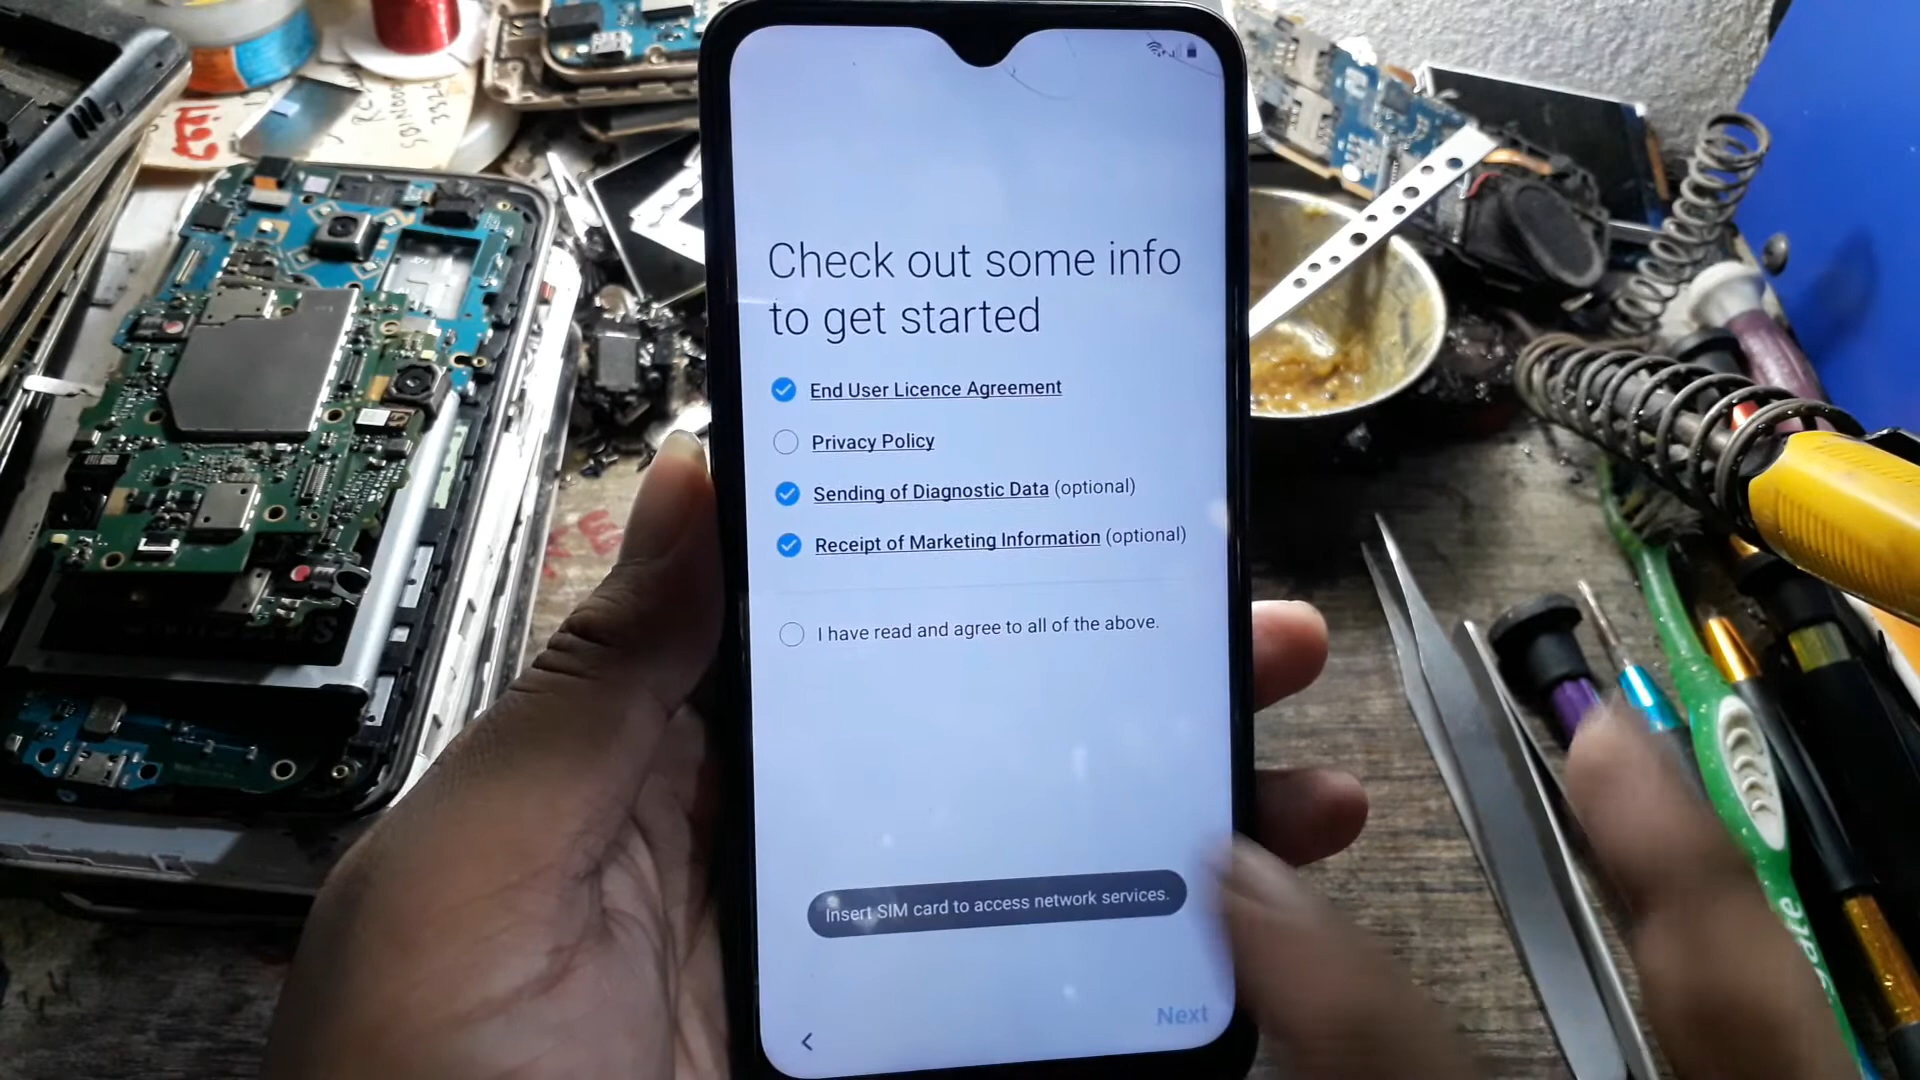 Check out some info
to get started
End User Licence Agreement
Privacy Policy
Sending of Diagnostic Data (optional)
Receipt of Marketing Information (optional)
I have read and agree to all of the above.
Insert SIM card to access network services.
Next